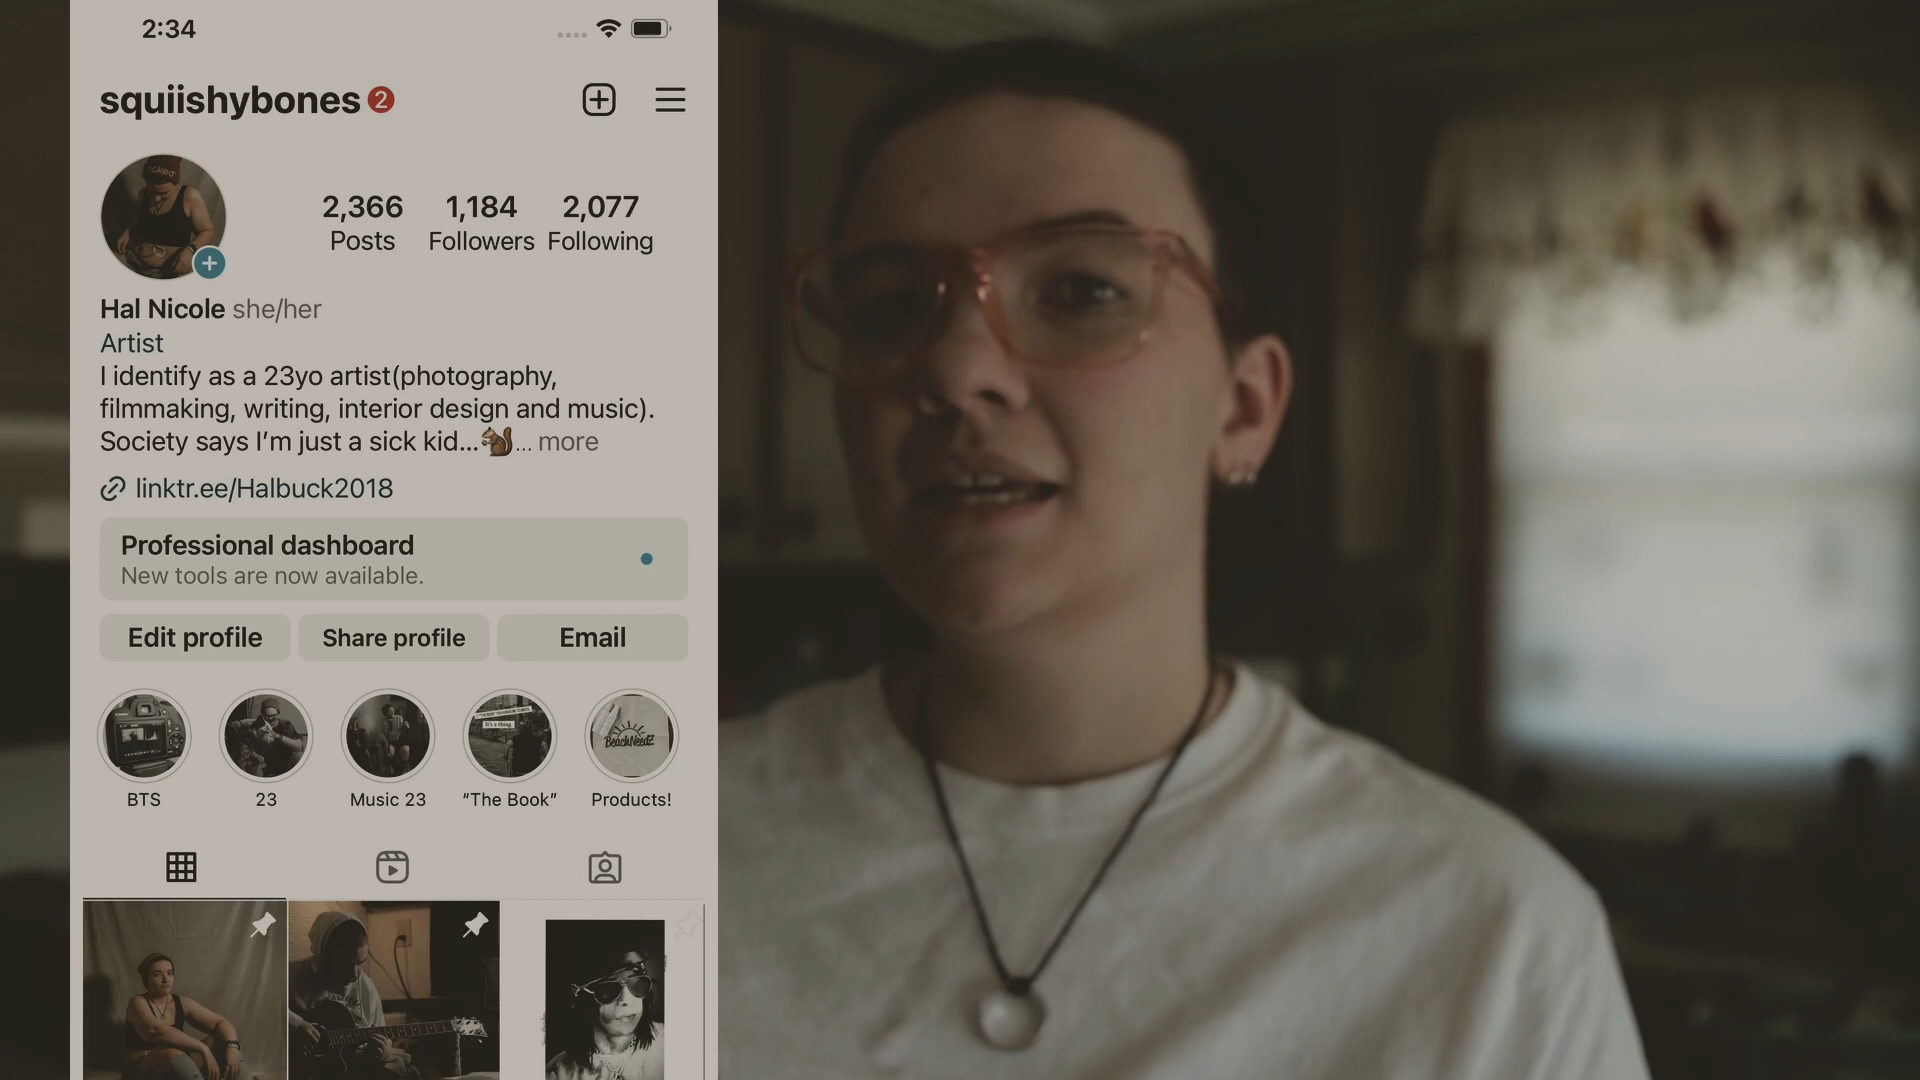 2:34
squiishybones 2
2,366 1,184 2,077
Posts Followers Following
Hal Nicole she/her
Artist
I identify as a 23yo artist(photography,
filmmaking, writing, interior design and music).
Society says I’m just a sick kid...🐿️... more
linktr.ee/Halbuck2018
Professional dashboard
New tools are now available.
Edit profile Share profile Email
It's a thing.
BeachNeedZ
BTS 23 Music 23 “The Book” Products!